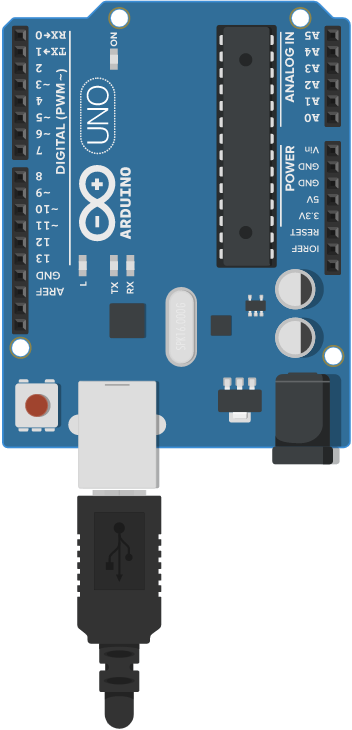 RX→0
TX→1
2
~3
4
~5
~6
7
DIGITAL (PWM ~)
8
~9
~10
~11
12
13
GND
AREF
ON
UNO
ARDUINO
L
TX
RX
ANALOG IN
A5
A4
A3
A2
A1
A0
POWER
Vin
GND
GND
5V
3.3V
RESET
IOREF